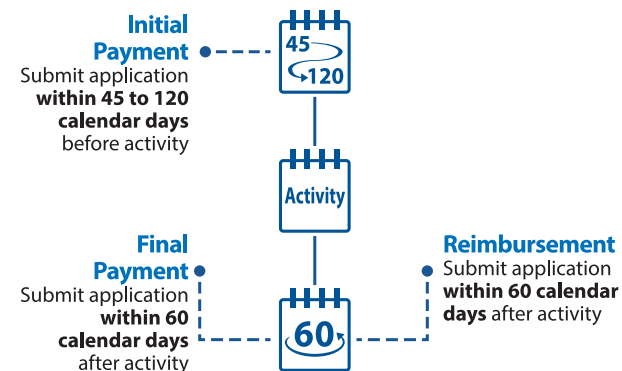 Initial
Payment
Submit application
within 45 to 120
calendar days
before activity
45
120
Activity
Final
Payment
Submit application
within 60
calendar days
after activity
60
Reimbursement
Submit application
within 60 calendar
days after activity